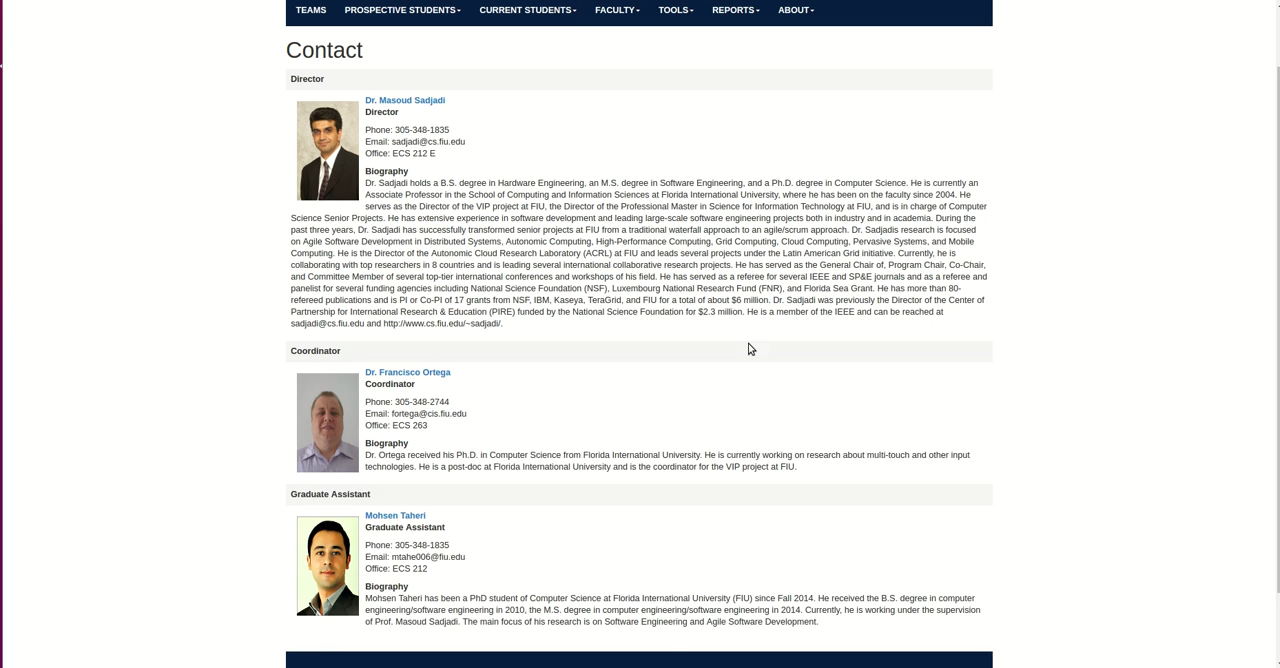 TEAMS PROSPECTIVE STUDENTS CURRENT STUDENTS FACULTY TOOLS REPORTS ABOUT
Contact
Director
Dr. Masoud Sadjadi
Director
Phone: 305-348-1835
Email: sadjadi@cs.fiu.edu
Office: ECS 212 E
Biography
Dr. Sadjadi holds a B.S. degree in Hardware Engineering, an M.S. degree in Software Engineering, and a Ph.D. degree in Computer Science. He is currently an
Associate Professor in the School of Computing and Information Sciences at Florida International University, where he has been on the faculty since 2004. He
serves as the Director of the VIP project at FIU, the Director of the Professional Master in Science for Information Technology at FIU, and is in charge of Computer
Science Senior Projects. He has extensive experience in software development and leading large-scale software engineering projects both in industry and in academia. During the
past three years, Dr. Sadjadi has successfully transformed senior projects at FIU from a traditional waterfall approach to an agile/scrum approach. Dr. Sadjadis research is focused
on Agile Software Development in Distributed Systems, Autonomic Computing, High-Performance Computing, Grid Computing, Cloud Computing, Pervasive Systems, and Mobile
Computing. He is the Director of the Autonomic Cloud Research Laboratory (ACRL) at FIU and leads several projects under the Latin American Grid initiative. Currently, he is
collaborating with top researchers in 8 countries and is leading several international collaborative research projects. He has served as the General Chair of, Program Chair, Co-Chair,
and Committee Member of several top-tier international conferences and workshops of his field. He has served as a referee for several IEEE and SP&E journals and as a referee and
panelist for several funding agencies including National Science Foundation (NSF), Luxembourg National Research Fund (FNR), and Florida Sea Grant. He has more than 80-
refereed publications and is PI or Co-PI of 17 grants from NSF, IBM, Kaseya, TeraGrid, and FIU for a total of about $6 million. Dr. Sadjadi was previously the Director of the Center of
Partnership for International Research & Education (PIRE) funded by the National Science Foundation for $2.3 million. He is a member of the IEEE and can be reached at
sadjadi@cs.fiu.edu and http://www.cs.fiu.edu/~sadjadi/.
Coordinator
Dr. Francisco Ortega
Coordinator
Phone: 305-348-2744
Email: fortega@cis.fiu.edu
Office: ECS 263
Biography
Dr. Ortega received his Ph.D. in Computer Science from Florida International University. He is currently working on research about multi-touch and other input
technologies. He is a post-doc at Florida International University and is the coordinator for the VIP project at FIU.
Graduate Assistant
Mohsen Taheri
Graduate Assistant
Phone: 305-348-1835
Email: mtahe006@fiu.edu
Office: ECS 212
Biography
Mohsen Taheri has been a PhD student of Computer Science at Florida International University (FIU) since Fall 2014. He received the B.S. degree in computer
engineering/software engineering in 2010, the M.S. degree in computer engineering/software engineering in 2014. Currently, he is working under the supervision
of Prof. Masoud Sadjadi. The main focus of his research is on Software Engineering and Agile Software Development.